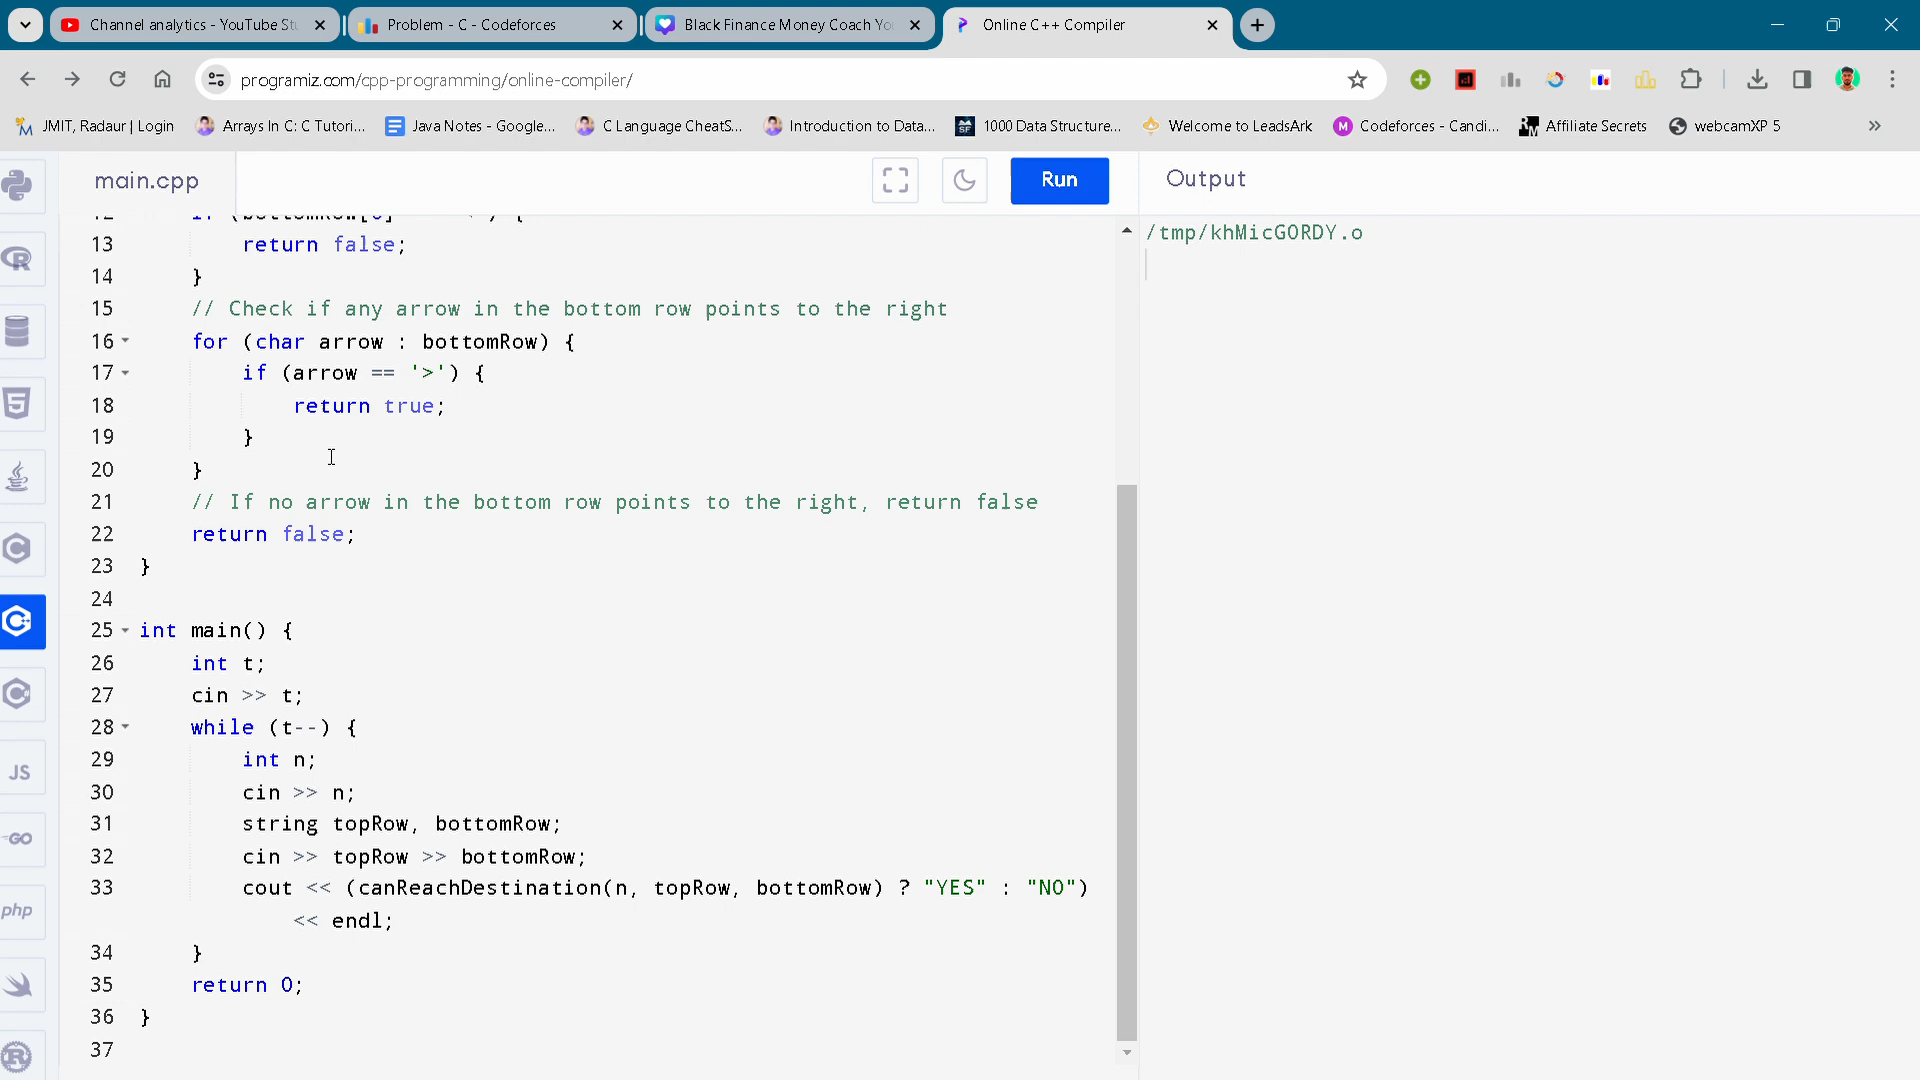 Channel analytics - YouTube Stu
Problem - C - Codeforces
Black Finance Money Coach Yo
Online C++ Compiler
programiz.com/cpp-programming/online-compiler/
JMIT, Radaur | Login
Arrays In C: C Tutori...
Java Notes - Google...
C Language CheatS...
Introduction to Data...
1000 Data Structure...
Welcome to LeadsArk
Codeforces - Candi...
Affiliate Secrets
webcamXP 5
main.cpp
Run
Output
/tmp/khMicGORDY.o
13 return false;
14 }
15 // Check if any arrow in the bottom row points to the right
16 for (char arrow : bottomRow) {
17 if (arrow == '>') {
18 return true;
19 }
20 }
21 // If no arrow in the bottom row points to the right, return false
22 return false;
23 }
24
25 int main() {
26 int t;
27 cin >> t;
28 while (t--) {
29 int n;
30 cin >> n;
31 string topRow, bottomRow;
32 cin >> topRow >> bottomRow;
33 cout << (canReachDestination(n, topRow, bottomRow) ? "YES" : "NO")
<< endl;
34 }
35 return 0;
36 }
37
JS
GO
php